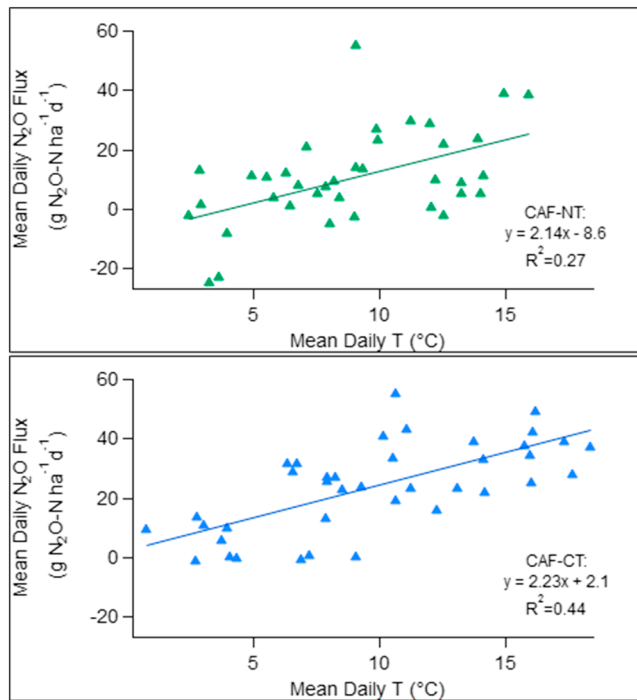 60
40
20
0
-20
Mean Daily N₂O Flux
(g N₂O-N ha⁻¹d⁻¹)
CAF-NT:
y = 2.14x - 8.6
R²=0.27
5
10
15
Mean Daily T (°C)
60
40
20
0
-20
Mean Daily N₂O Flux
(g N₂O-N ha⁻¹d⁻¹)
CAF-CT:
y = 2.23x + 2.1
R²=0.44
5
10
15
Mean Daily T (°C)